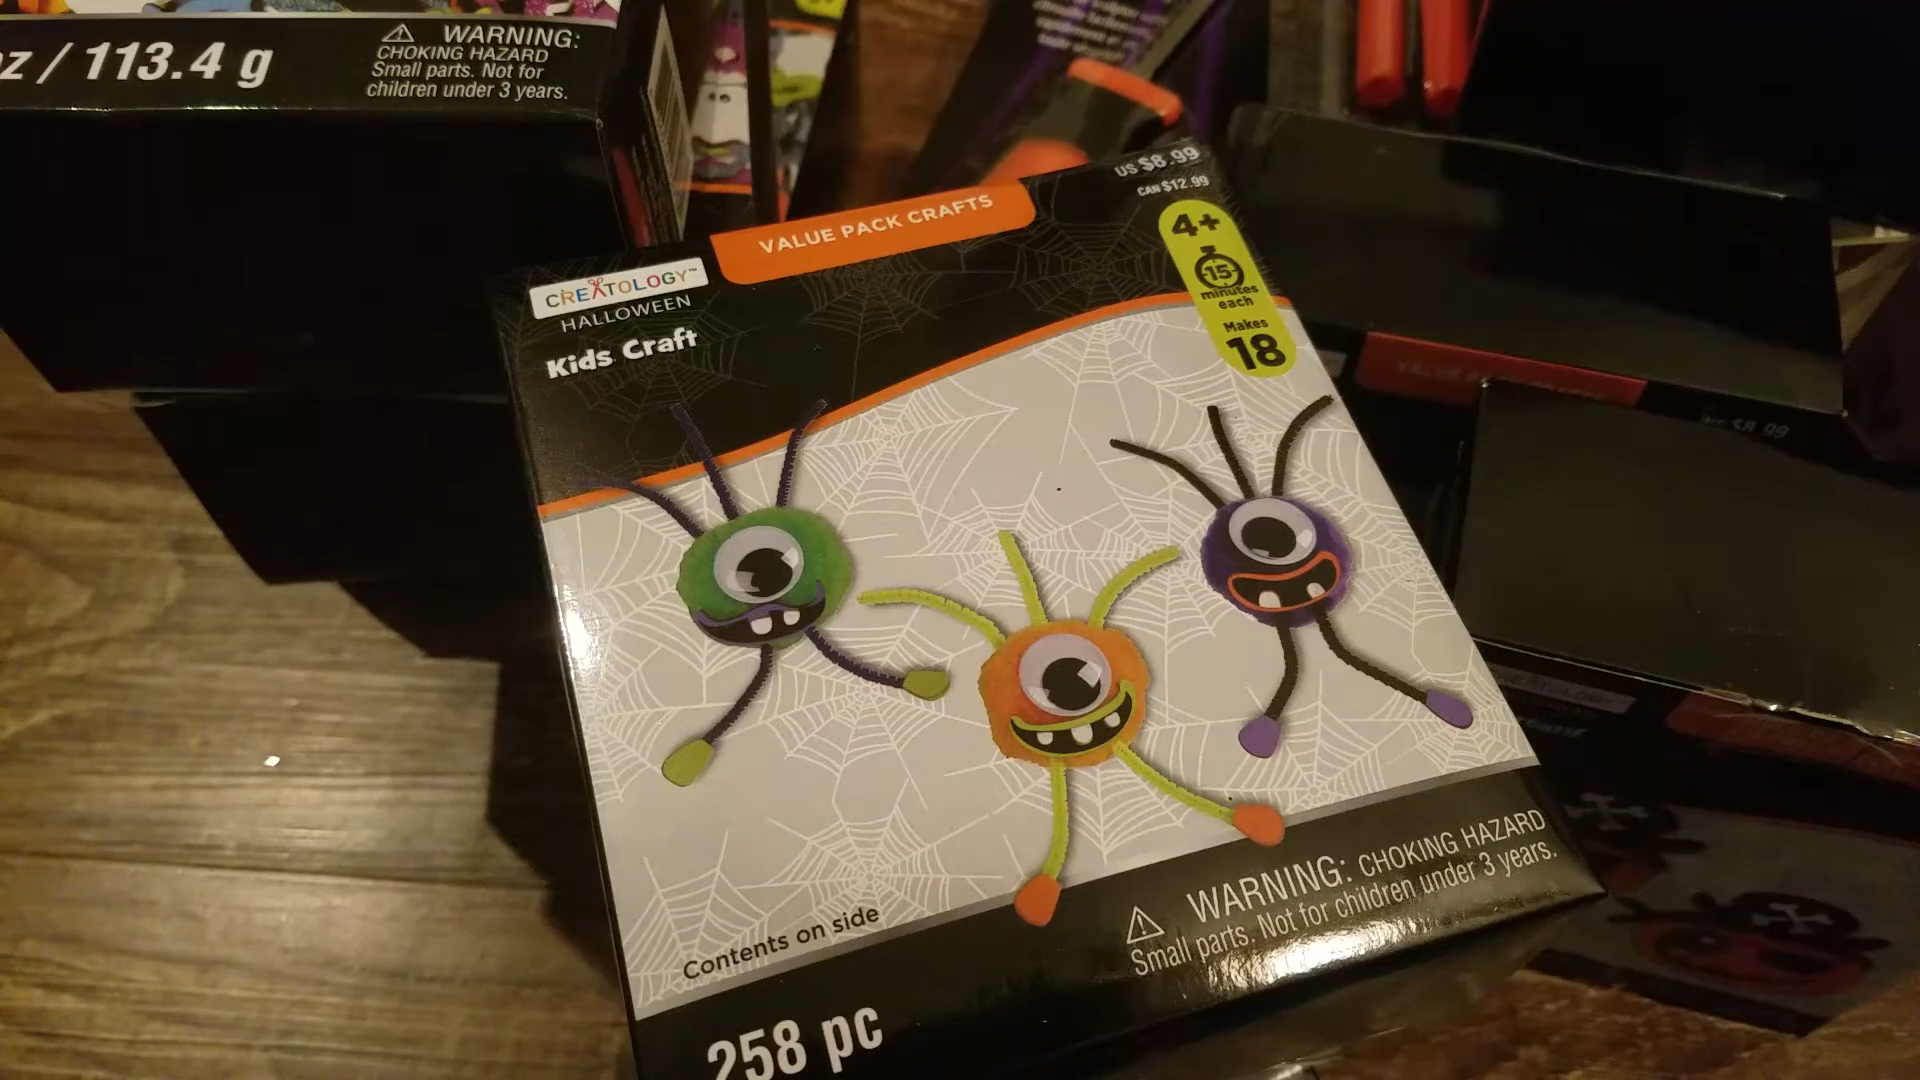 z / 113.4 g
WARNING:
CHOKING HAZARD
Small parts. Not for
children under 3 years.
US $8.99
CAN $12.99
VALUE PACK CRAFTS
4+
15
minutes
each
Makes
18
CREATOLOGY™
HALLOWEEN
Kids Craft
WARNING: CHOKING HAZARD
Small parts. Not for children under 3 years.
Contents on side
258 pc